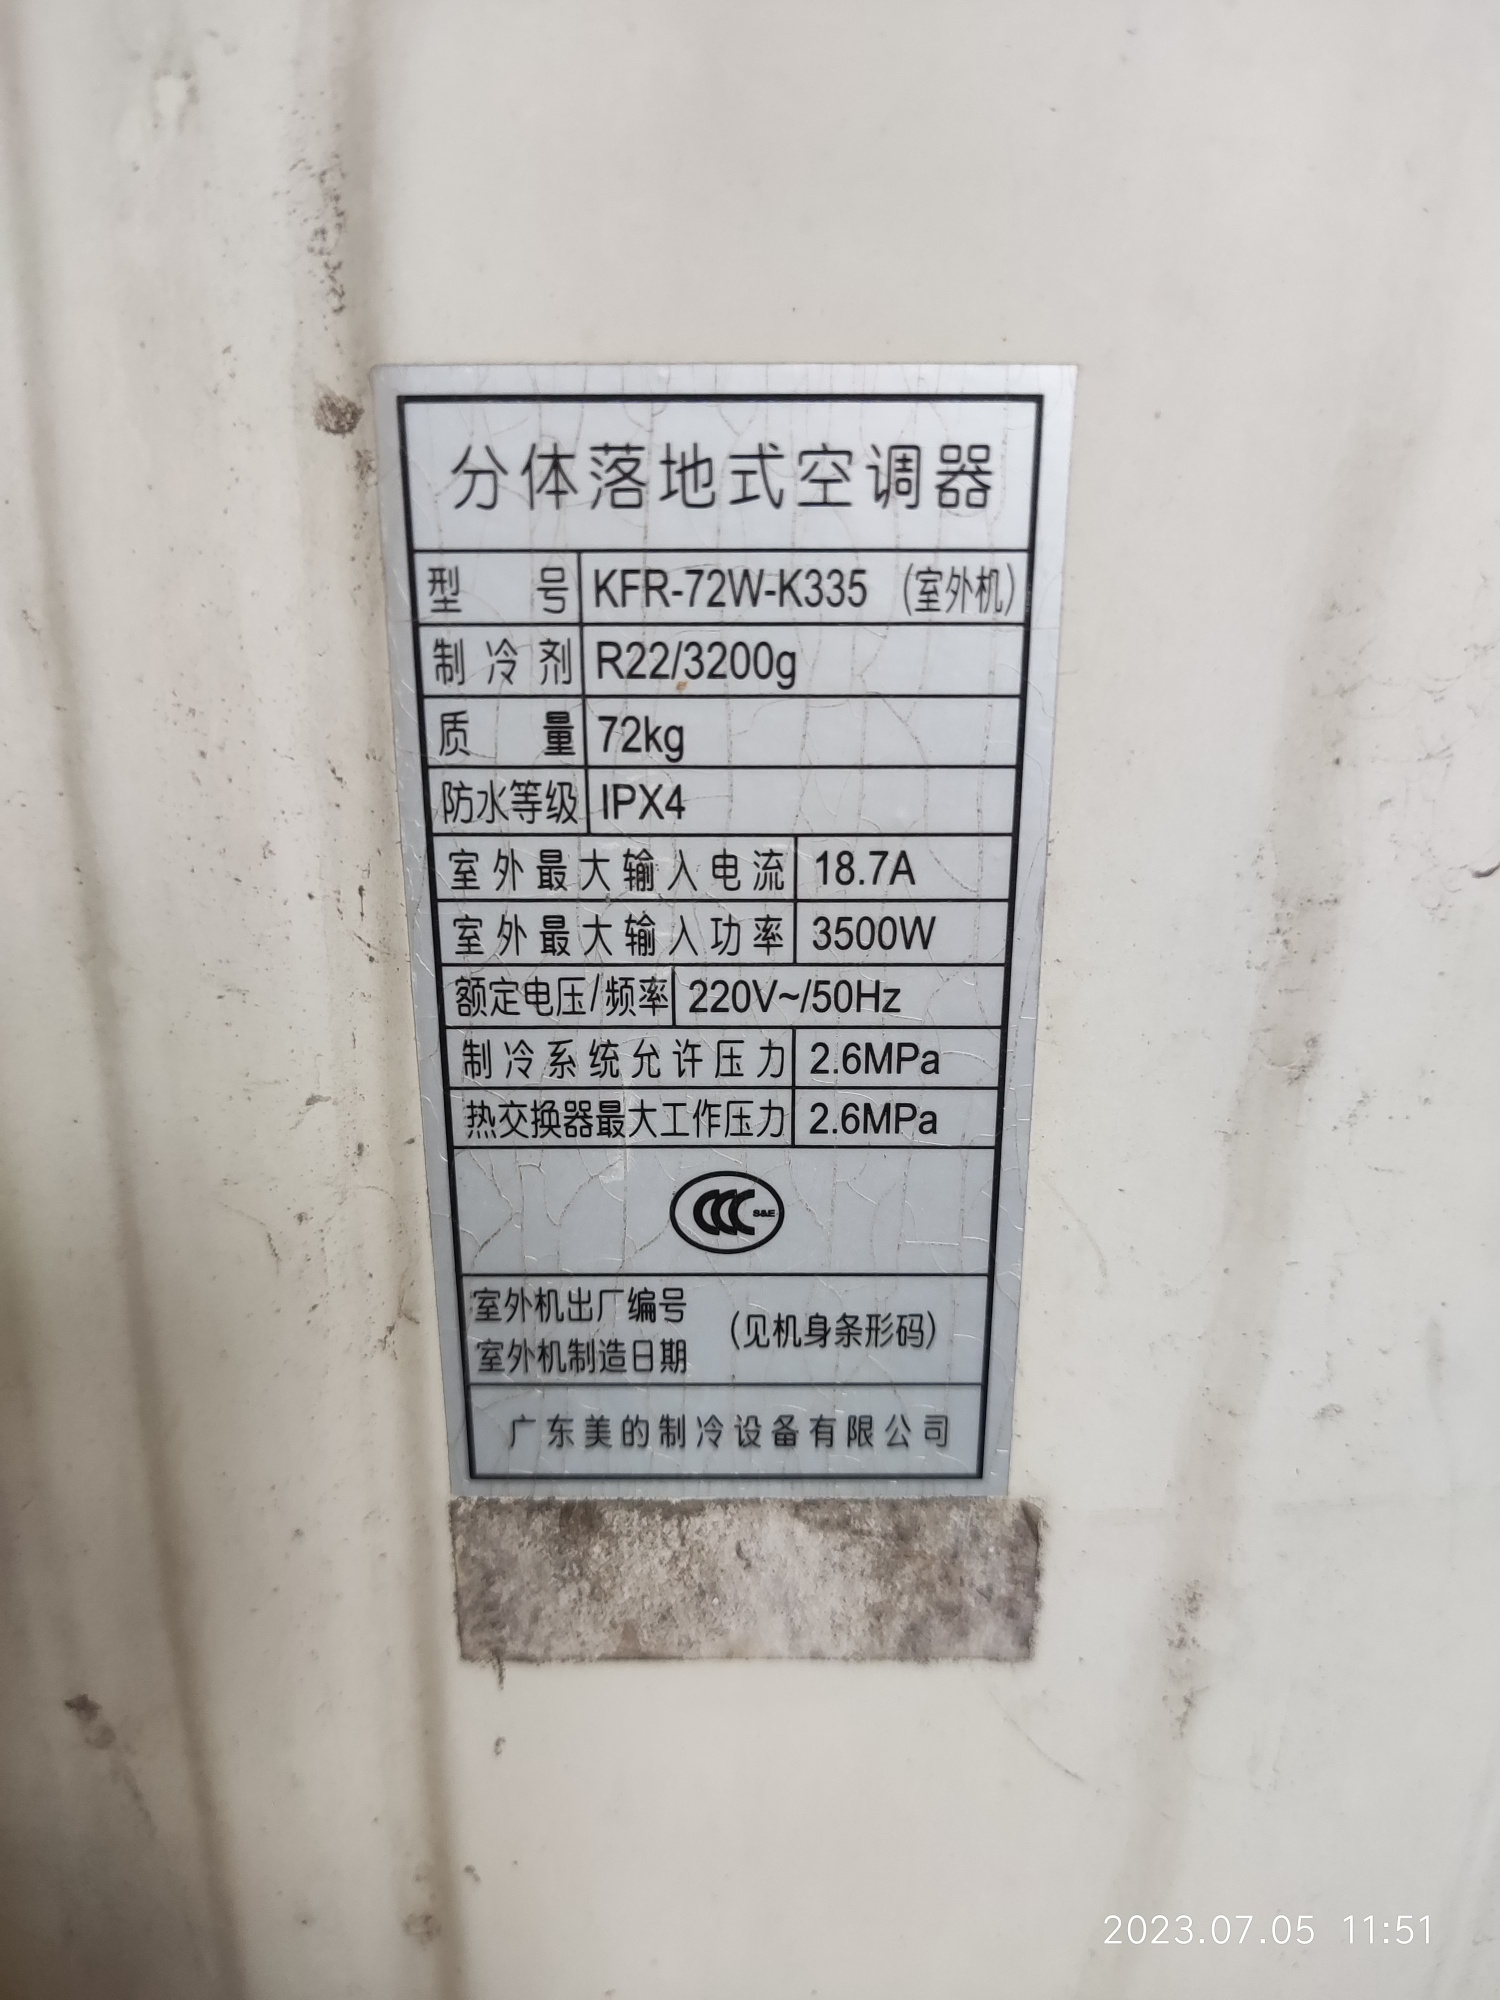 分体落地式空调器
型号 KFR-72W-K335 (室外机)
制冷剂 R22/3200g
质量 72kg
防水等级 IPX4
室外最大输入电流 18.7A
室外最大输入功率 3500W
额定电压/频率 220V~/50Hz
制冷系统允许压力 2.6MPa
热交换器最大工作压力 2.6MPa
CCC S&E
室外机出厂编号
室外机制造日期
(见机身条形码)
广东美的制冷设备有限公司
2023.07.05 11:51